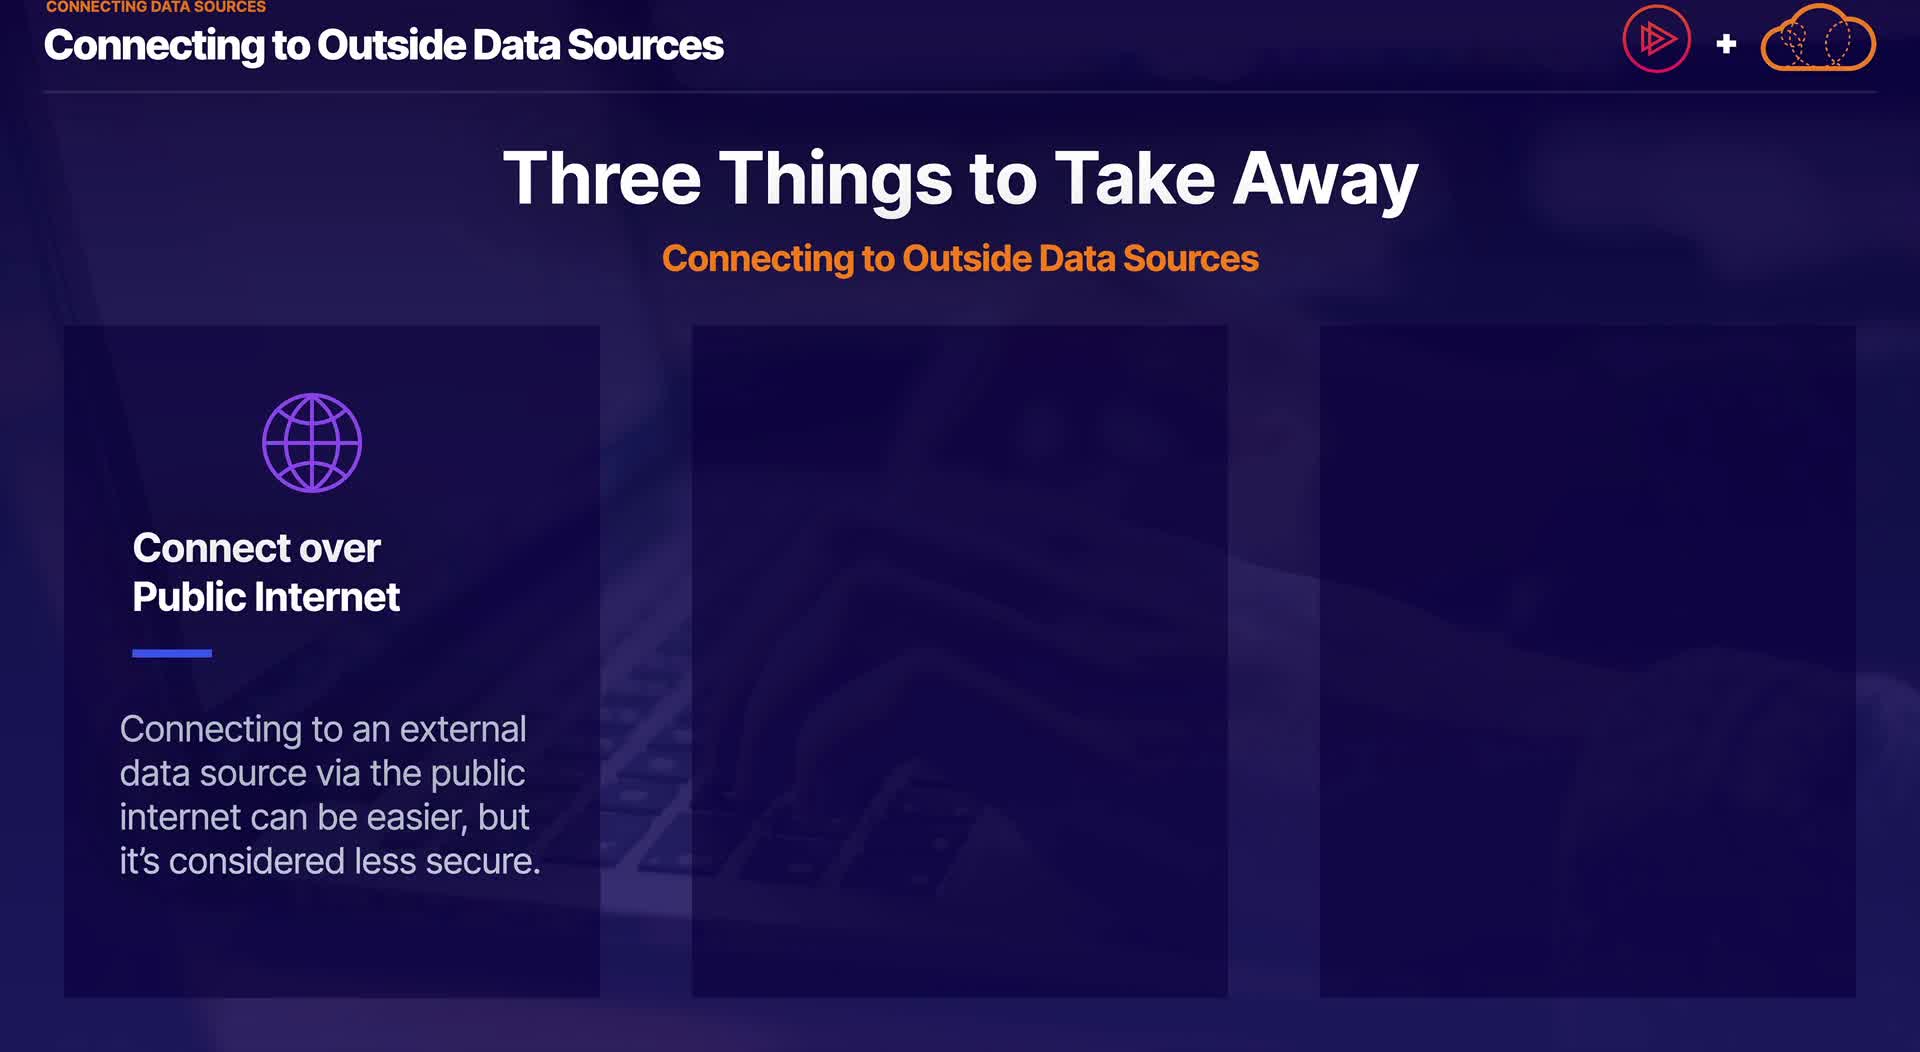 CONNECTING DATA SOURCES
Connecting to Outside Data Sources
Three Things to Take Away
Connecting to Outside Data Sources
Connect over
Public Internet
Connecting to an external
data source via the public
internet can be easier, but
it's considered less secure.